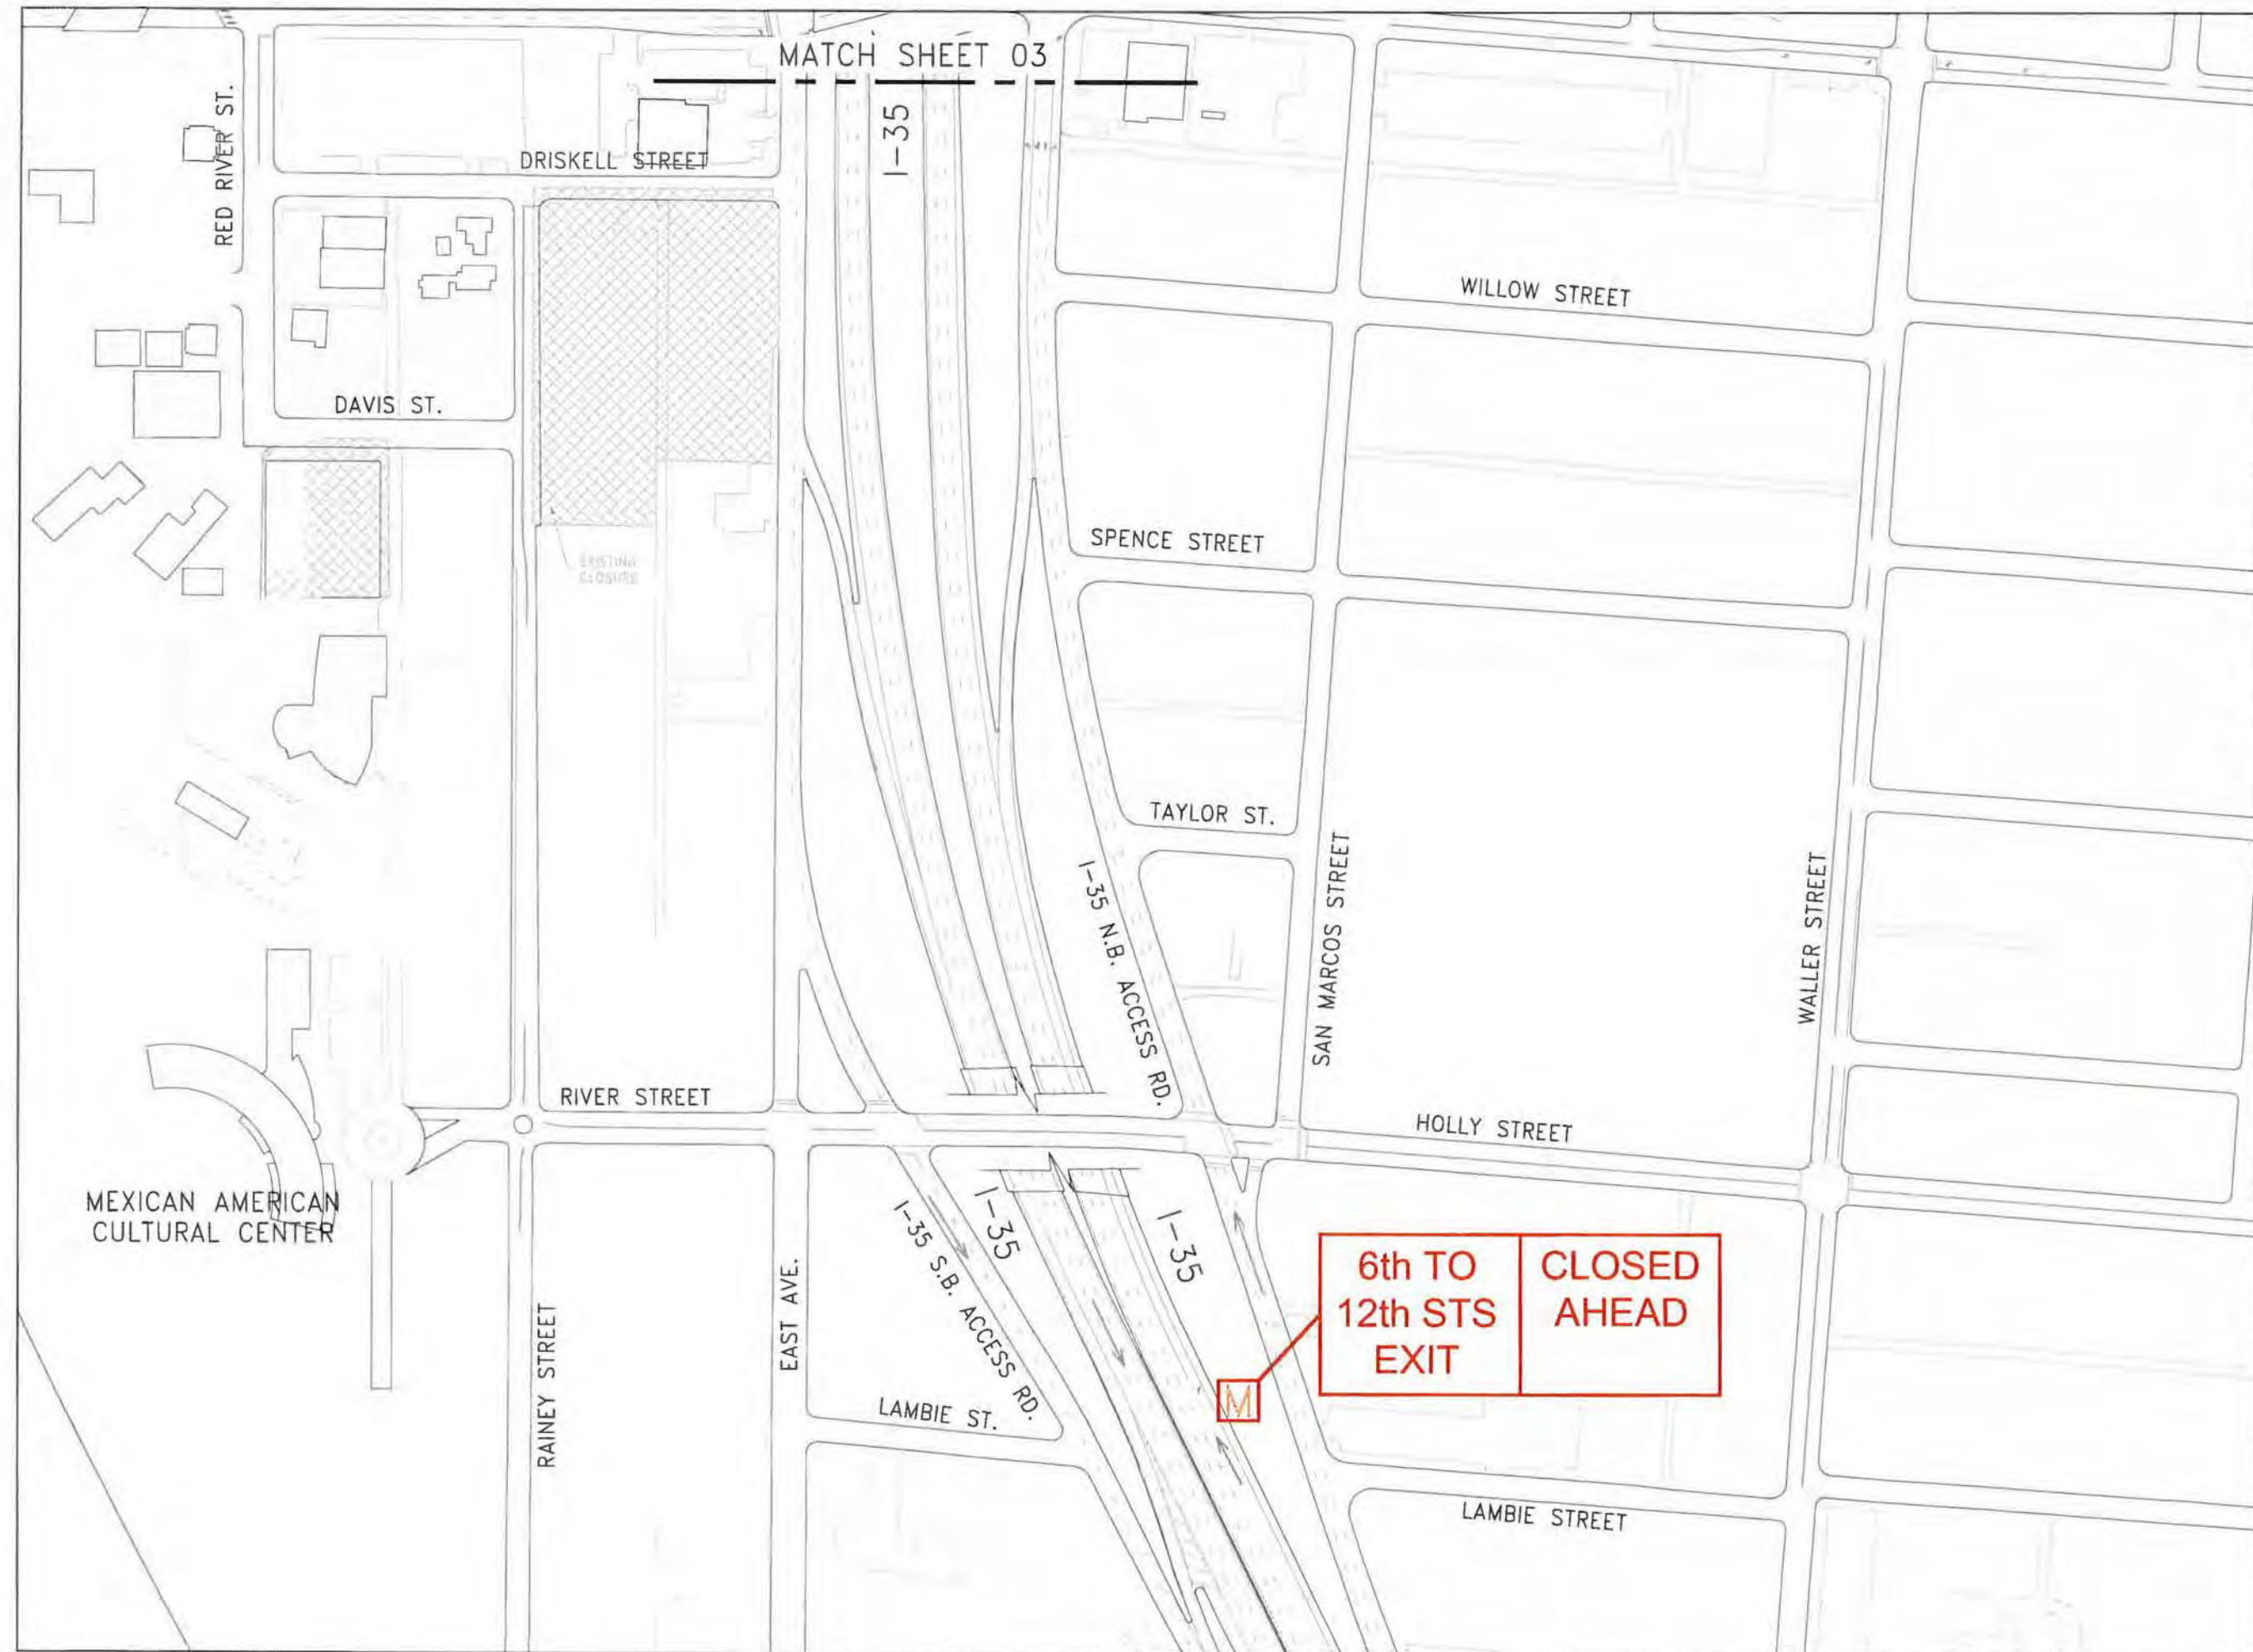 MATCH SHEET 03
RED RIVER ST.
I-35
DRISKELL STREET
WILLOW STREET
DAVIS ST.
SPENCE STREET
EXISTING
CLOSURE
TAYLOR ST.
I-35 N.B. ACCESS RD.
SAN MARCOS STREET
WALLER STREET
RIVER STREET
HOLLY STREET
MEXICAN AMERICAN
CULTURAL CENTER
I-35 S.B. ACCESS RD.
I-35
I-35
6th TO
12th STS
EXIT
CLOSED
AHEAD
M
RAINEY STREET
EAST AVE.
LAMBIE ST.
LAMBIE STREET